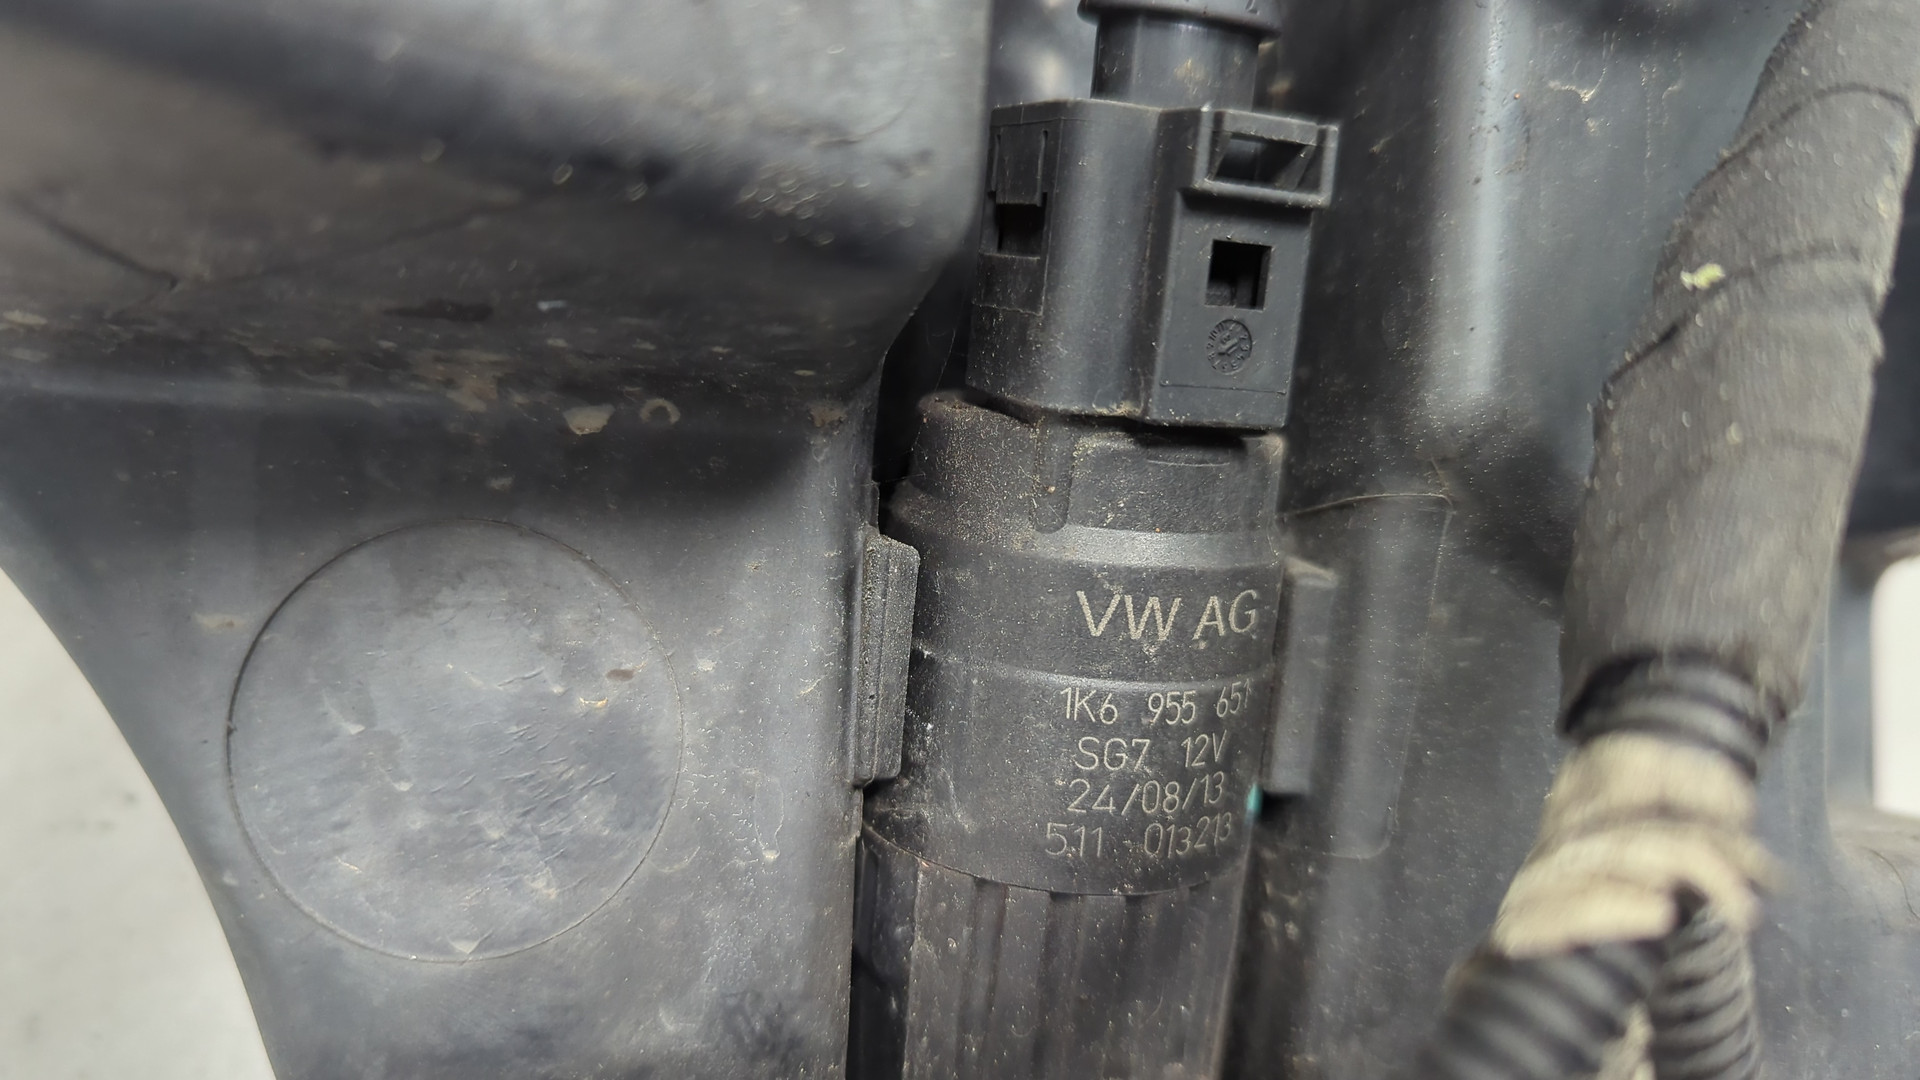 VW AG
1K6 955 651
SG7 12V
24/08/13
511 013213